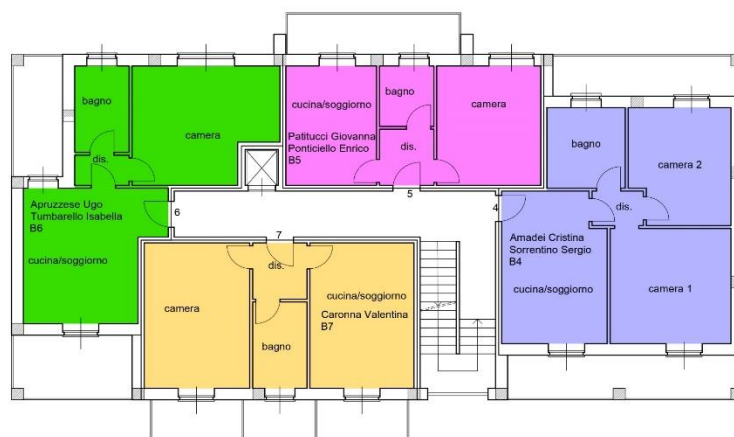 bagno
camera
dis.
Apruzzese Ugo
Tumbarello Isabella
B6
cucina/soggiorno
6
cucina/soggiorno
Patitucci Giovanna
Ponticiello Enrico
B5
bagno
dis.
camera
5
4
bagno
camera 2
dis.
Amadei Cristina
Sorrentino Sergio
B4
cucina/soggiorno
camera 1
7
camera
dis.
bagno
cucina/soggiorno
Caronna Valentina
B7